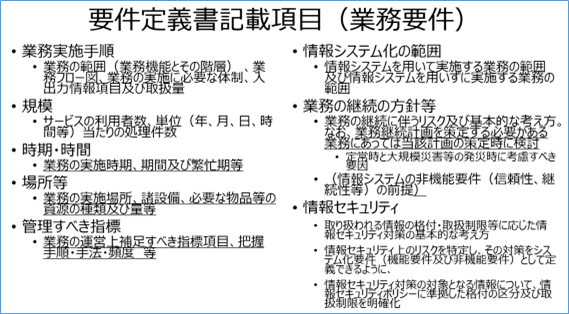 要件定義書記載項目（業務要件）
• 業務実施手順
• 業務の範囲（業務機能とその階層）、業
務フロー図、業務の実施に必要な体制、入
出力情報項目及び取扱量
• 規模
• サービスの利用者数、単位（年、月、日、時
間等）当たりの処理件数
• 時期・時間
• 業務の実施時期、期間及び繁忙期等
• 場所等
• 業務の実施場所、諸設備、必要な物品等の
資源の種類及び量等
• 管理すべき指標
• 業務の運営上補足すべき指標項目、把握
手順・手法・頻度 等
• 情報システム化の範囲
• 情報システムを用いて実施する業務の範囲
及び情報システムを用いずに実施する業務の
範囲
• 業務の継続の方針等
• 業務の継続に伴うリスク及び基本的な考え方。
なお、業務継続計画を策定する必要がある
業務にあっては当該計画の策定時に検討
• 定常時と大規模災害等の発災時に考慮すべき
要因
• （情報システムの非機能要件（信頼性、継
続性等）の前提）
• 情報セキュリティ
• 取り扱われる情報の格付・取扱制限等に応じた情
報セキュリティ対策の基本的な考え方
• 情報セキュリティ上のリスクを特定し、その対策をシス
テム化要件（機能要件及び非機能要件）として定
義できるように、
• 情報セキュリティ対策の対象となる情報について、情
報セキュリティポリシーに準拠した格付の区分及び取
扱制限を明確化